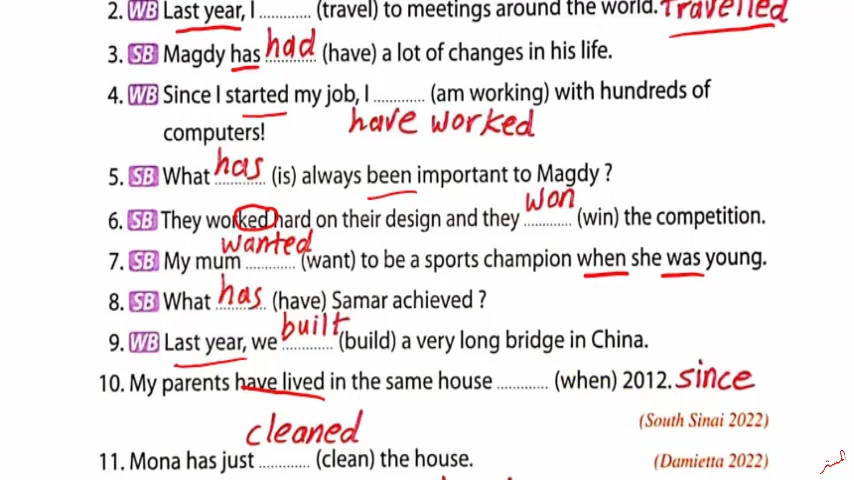 2. WB Last year, I ............ (travel) to meetings around the world. Travelled
3. SB Magdy has had (have) a lot of changes in his life.
4. WB Since I started my job, I ............ (am working) with hundreds of
computers! have worked
5. SB What has (is) always been important to Magdy ?
6. SB They worked hard on their design and they won (win) the competition.
7. SB My mum wanted (want) to be a sports champion when she was young.
8. SB What has (have) Samar achieved ?
9. WB Last year, we built (build) a very long bridge in China.
10. My parents have lived in the same house ............ (when) 2012. since
(South Sinai 2022)
cleaned
11. Mona has just ............ (clean) the house. (Damietta 2022)